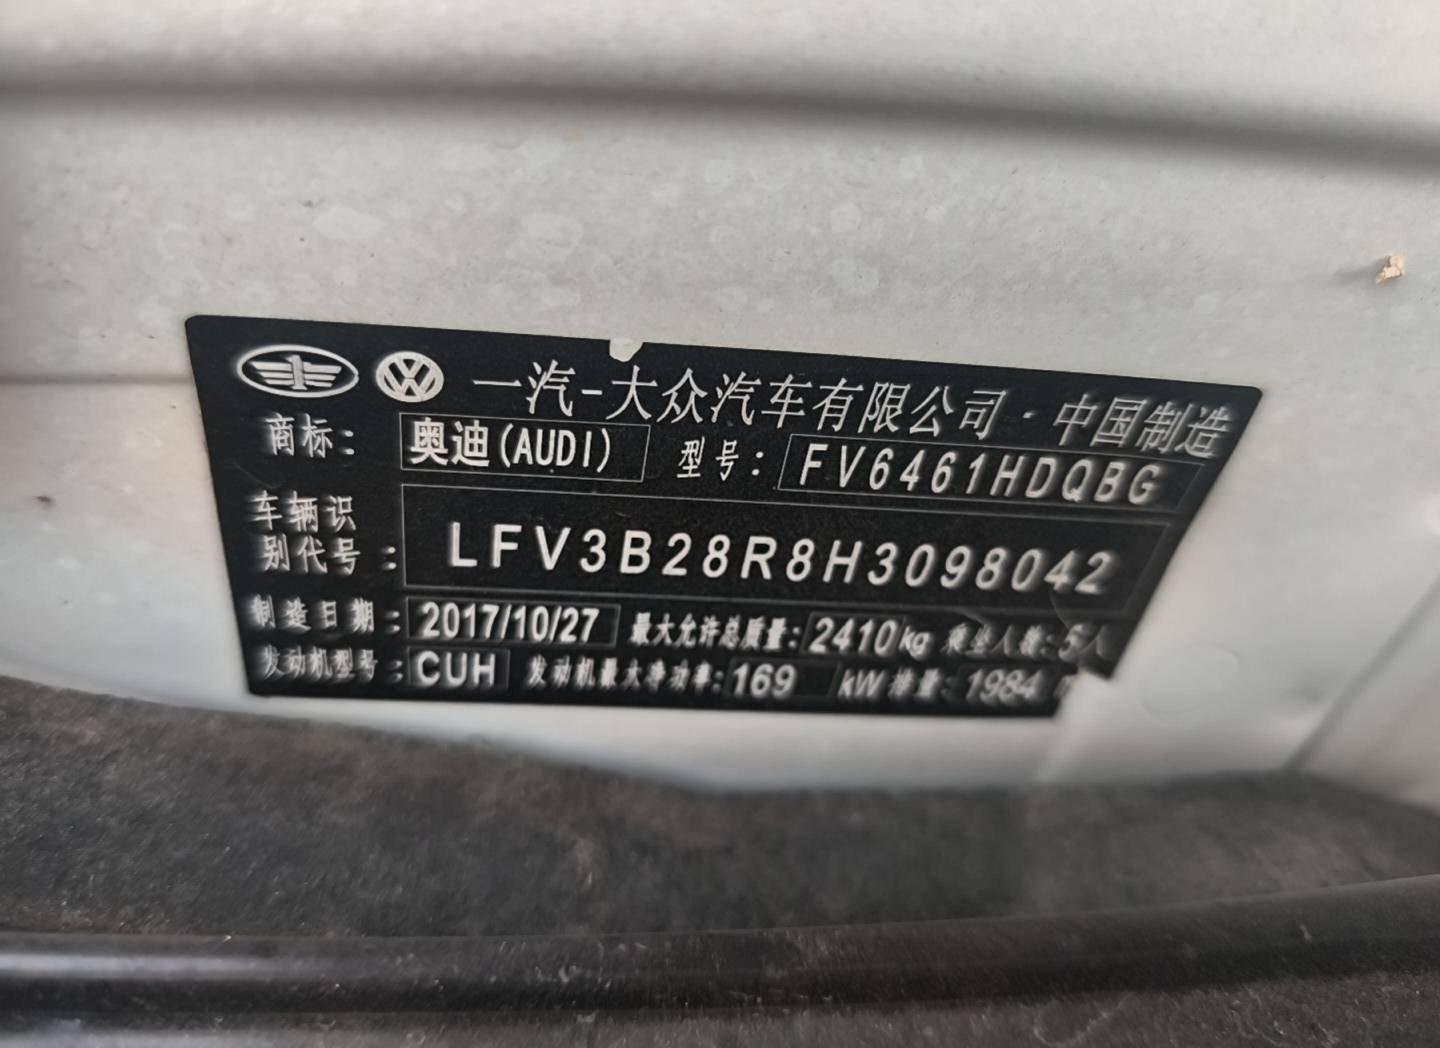 一汽-大众汽车有限公司·中国制造
商标: 奥迪(AUDI) 型号: FV6461HDQBG
车辆识
别代号: LFV3B28R8H3098042
制造日期: 2017/10/27 最大允许总质量: 2410kg 乘坐人数: 5人
发动机型号: CUH 发动机最大净功率: 169 kW 排量: 1984